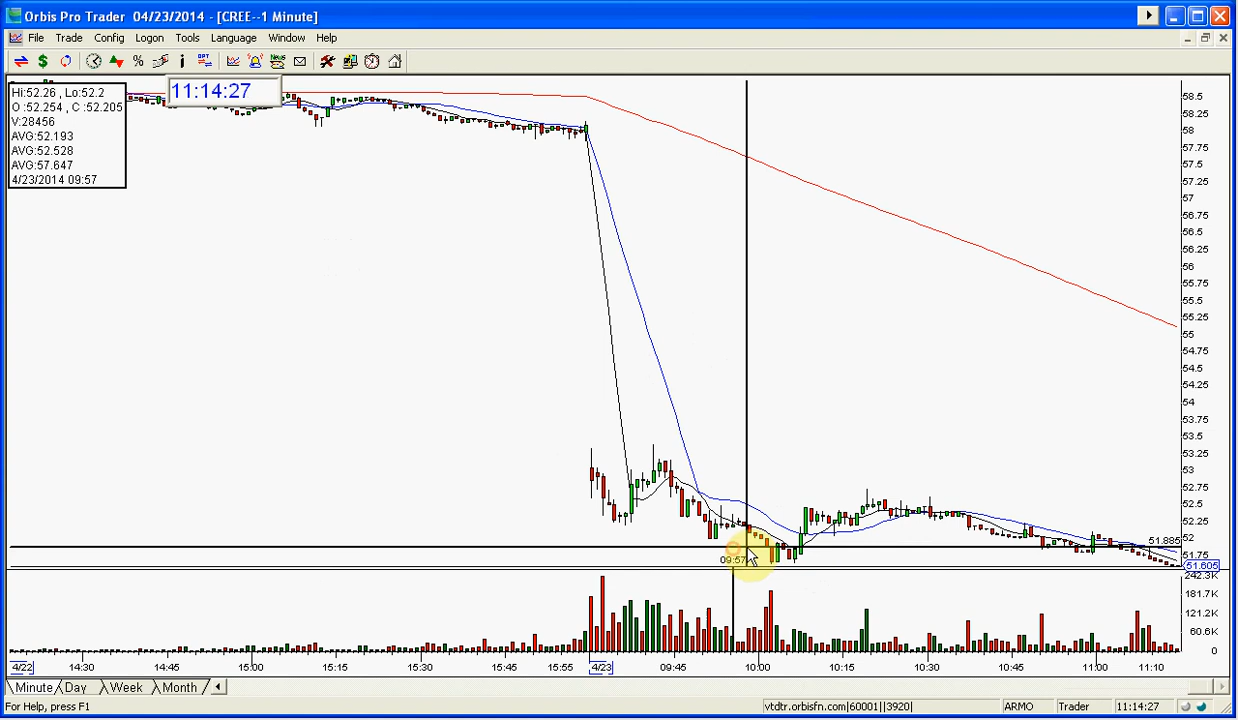 Orbis Pro Trader 04/23/2014 - [CREE--1 Minute]
File Trade Config Logon Tools Language Window Help
Hi:52.26 , Lo:52.2
O :52.254 , C :52.205
V:28456
AVG:52.193
AVG:52.528
AVG:57.647
4/23/2014 09:57
11:14:27
58.5
58.25
58
57.75
57.5
57.25
57
56.75
56.5
56.25
56
55.75
55.5
55.25
55
54.75
54.5
54.25
54
53.75
53.5
53.25
53
52.75
52.5
52.25
52
51.885
51.75
09:57
51.605
242.3K
181.7K
121.2K
60.6K
0
4/22 14:30 14:45 15:00 15:15 15:30 15:45 15:55 4/23 09:45 10:00 10:15 10:30 10:45 11:00 11:10
Minute Day Week Month
For Help, press F1 vtdtr.orbisfn.com|60001||3920| ARMO Trader 11:14:27